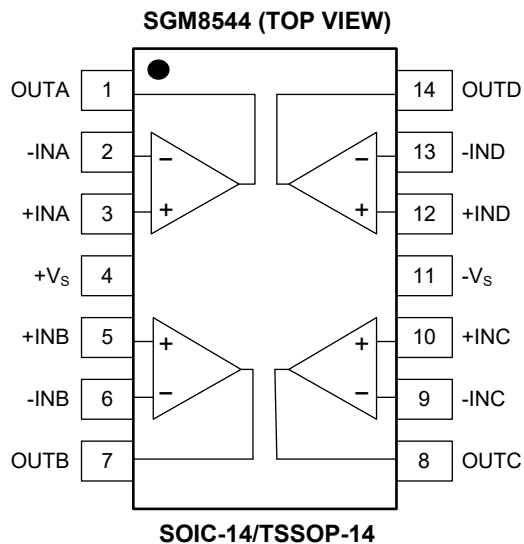 SGM8544 (TOP VIEW)
OUTA 1 14 OUTD
-INA 2 − − 13 -IND
+INA 3 + + 12 +IND
+VS 4 11 -VS
+INB 5 + + 10 +INC
-INB 6 − − 9 -INC
OUTB 7 8 OUTC
SOIC-14/TSSOP-14